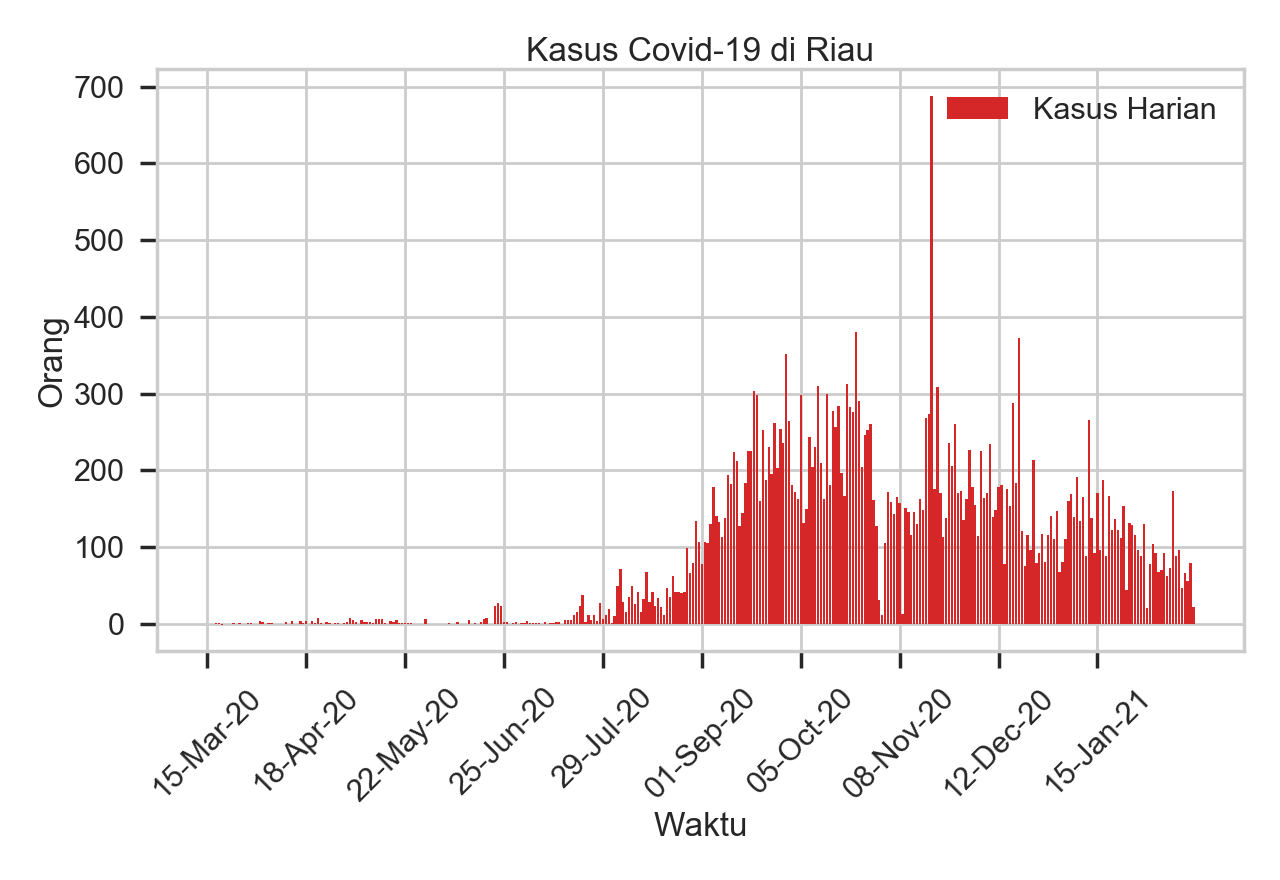 Kasus Covid-19 di Riau
Kasus Harian
Orang
700
600
500
400
300
200
100
0
15-Mar-20
18-Apr-20
22-May-20
25-Jun-20
29-Jul-20
01-Sep-20
05-Oct-20
08-Nov-20
12-Dec-20
15-Jan-21
Waktu